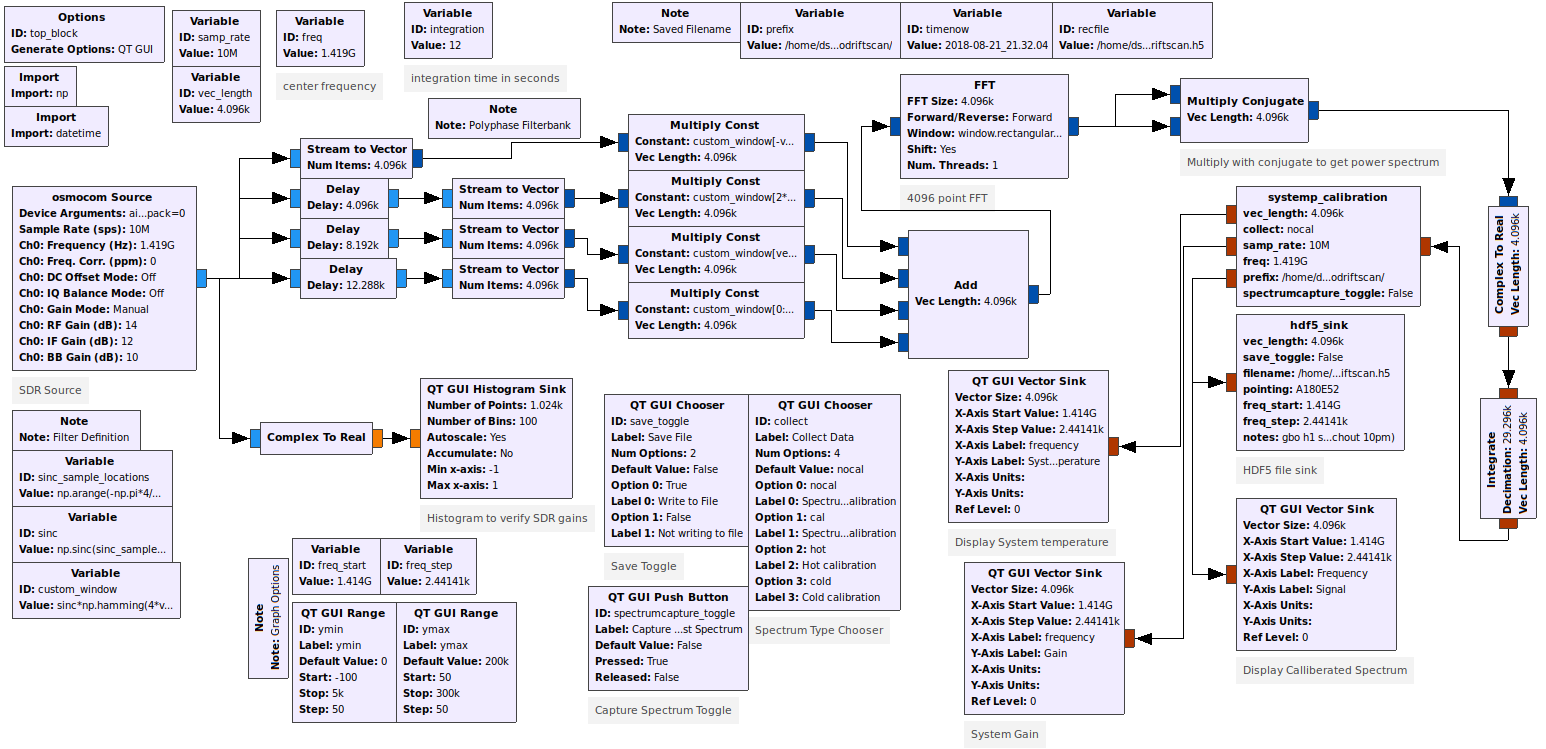 Options
ID: top_block
Generate Options: QT GUI
Import
Import: np
Import
Import: datetime
Variable
ID: samp_rate
Value: 10M
Variable
ID: vec_length
Value: 4.096k
Variable
ID: freq
Value: 1.419G
center frequency
Variable
ID: integration
Value: 12
integration time in seconds
Note
Note: Saved Filename
Variable
ID: prefix
Value: /home/ds...odriftscan/
Variable
ID: timenow
Value: 2018-08-21_21.32.04
Variable
ID: recfile
Value: /home/ds...riftscan.h5
Note
Note: Polyphase Filterbank
osmocom Source
Device Arguments: ai...pack=0
Sample Rate (sps): 10M
Ch0: Frequency (Hz): 1.419G
Ch0: Freq. Corr. (ppm): 0
Ch0: DC Offset Mode: Off
Ch0: IQ Balance Mode: Off
Ch0: Gain Mode: Manual
Ch0: RF Gain (dB): 14
Ch0: IF Gain (dB): 12
Ch0: BB Gain (dB): 10
SDR Source
Stream to Vector
Num Items: 4.096k
Delay
Delay: 4.096k
Delay
Delay: 8.192k
Delay
Delay: 12.288k
Stream to Vector
Num Items: 4.096k
Stream to Vector
Num Items: 4.096k
Stream to Vector
Num Items: 4.096k
Multiply Const
Constant: custom_window[-v...
Vec Length: 4.096k
Multiply Const
Constant: custom_window[2*...
Vec Length: 4.096k
Multiply Const
Constant: custom_window[ve...
Vec Length: 4.096k
Multiply Const
Constant: custom_window[0:...
Vec Length: 4.096k
Add
Vec Length: 4.096k
FFT
FFT Size: 4.096k
Forward/Reverse: Forward
Window: window.rectangular...
Shift: Yes
Num. Threads: 1
4096 point FFT
Multiply Conjugate
Vec Length: 4.096k
Multiply with conjugate to get power spectrum
Complex To Real
Vec Length: 4.096k
Integrate
Decimation: 29.296k
Vec Length: 4.096k
systemp_calibration
vec_length: 4.096k
collect: nocal
samp_rate: 10M
freq: 1.419G
prefix: /home/d...odriftscan/
spectrumcapture_toggle: False
hdf5_sink
vec_length: 4.096k
save_toggle: False
filename: /home/...iftscan.h5
pointing: A180E52
freq_start: 1.414G
freq_step: 2.44141k
notes: gbo h1 s...chout 10pm)
HDF5 file sink
QT GUI Vector Sink
Vector Size: 4.096k
X-Axis Start Value: 1.414G
X-Axis Step Value: 2.44141k
X-Axis Label: Frequency
Y-Axis Label: Signal
X-Axis Units:
Y-Axis Units:
Ref Level: 0
Display Calliberated Spectrum
QT GUI Vector Sink
Vector Size: 4.096k
X-Axis Start Value: 1.414G
X-Axis Step Value: 2.44141k
X-Axis Label: frequency
Y-Axis Label: Syst...perature
X-Axis Units:
Y-Axis Units:
Ref Level: 0
Display System temperature
QT GUI Vector Sink
Vector Size: 4.096k
X-Axis Start Value: 1.414G
X-Axis Step Value: 2.44141k
X-Axis Label: frequency
Y-Axis Label: Gain
X-Axis Units:
Y-Axis Units:
Ref Level: 0
System Gain
Complex To Real
QT GUI Histogram Sink
Number of Points: 1.024k
Number of Bins: 100
Autoscale: Yes
Accumulate: No
Min x-axis: -1
Max x-axis: 1
Histogram to verify SDR gains
Note
Note: Filter Definition
Variable
ID: sinc_sample_locations
Value: np.arange(-np.pi*4/...
Variable
ID: sinc
Value: np.sinc(sinc_sample...
Variable
ID: custom_window
Value: sinc*np.hamming(4*v...
Note
Note: Graph Options
Variable
ID: freq_start
Value: 1.414G
Variable
ID: freq_step
Value: 2.44141k
QT GUI Range
ID: ymin
Label: ymin
Default Value: 0
Start: -100
Stop: 5k
Step: 50
QT GUI Range
ID: ymax
Label: ymax
Default Value: 200k
Start: 50
Stop: 300k
Step: 50
QT GUI Chooser
ID: save_toggle
Label: Save File
Num Options: 2
Default Value: False
Option 0: True
Label 0: Write to File
Option 1: False
Label 1: Not writing to file
Save Toggle
QT GUI Push Button
ID: spectrumcapture_toggle
Label: Capture ...st Spectrum
Default Value: False
Pressed: True
Released: False
Capture Spectrum Toggle
QT GUI Chooser
ID: collect
Label: Collect Data
Num Options: 4
Default Value: nocal
Option 0: nocal
Label 0: Spectru...alibration
Option 1: cal
Label 1: Spectru...alibration
Option 2: hot
Label 2: Hot calibration
Option 3: cold
Label 3: Cold calibration
Spectrum Type Chooser